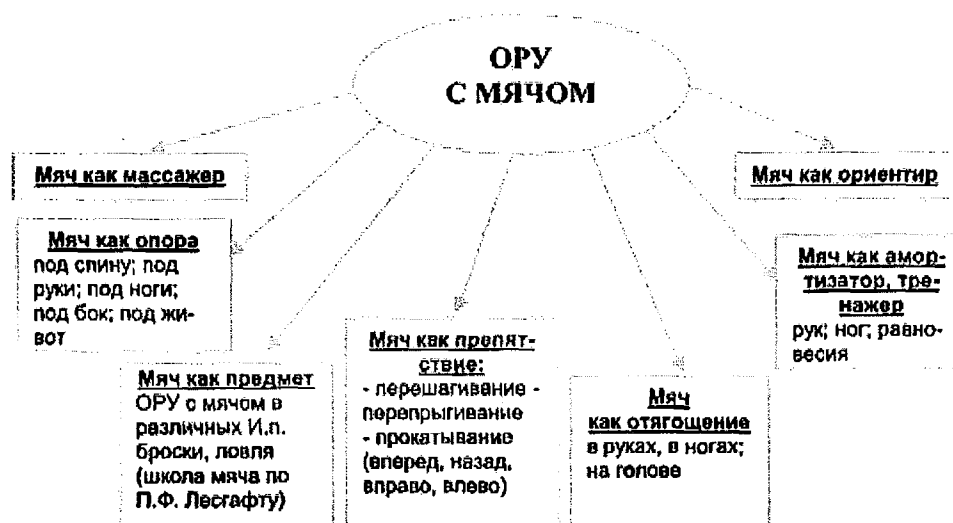 ОРУ
С МЯЧОМ
Мяч как массажер
Мяч как ориентир
Мяч как опора
под спину; под
руки; под ноги;
под бок; под жи-
вот
Мяч как амор-
тизатор, тре-
нажер
рук; ног; равно-
весия
Мяч как предмет
ОРУ с мячом в
различных И.п.
броски, ловля
(школа мяча по
П.Ф. Лесгафту)
Мяч как препят-
ствие:
- перешагивание -
перепрыгивание
- прокатывание
(вперед, назад,
вправо, влево)
Мяч
как отягощение
в руках, в ногах;
на голове